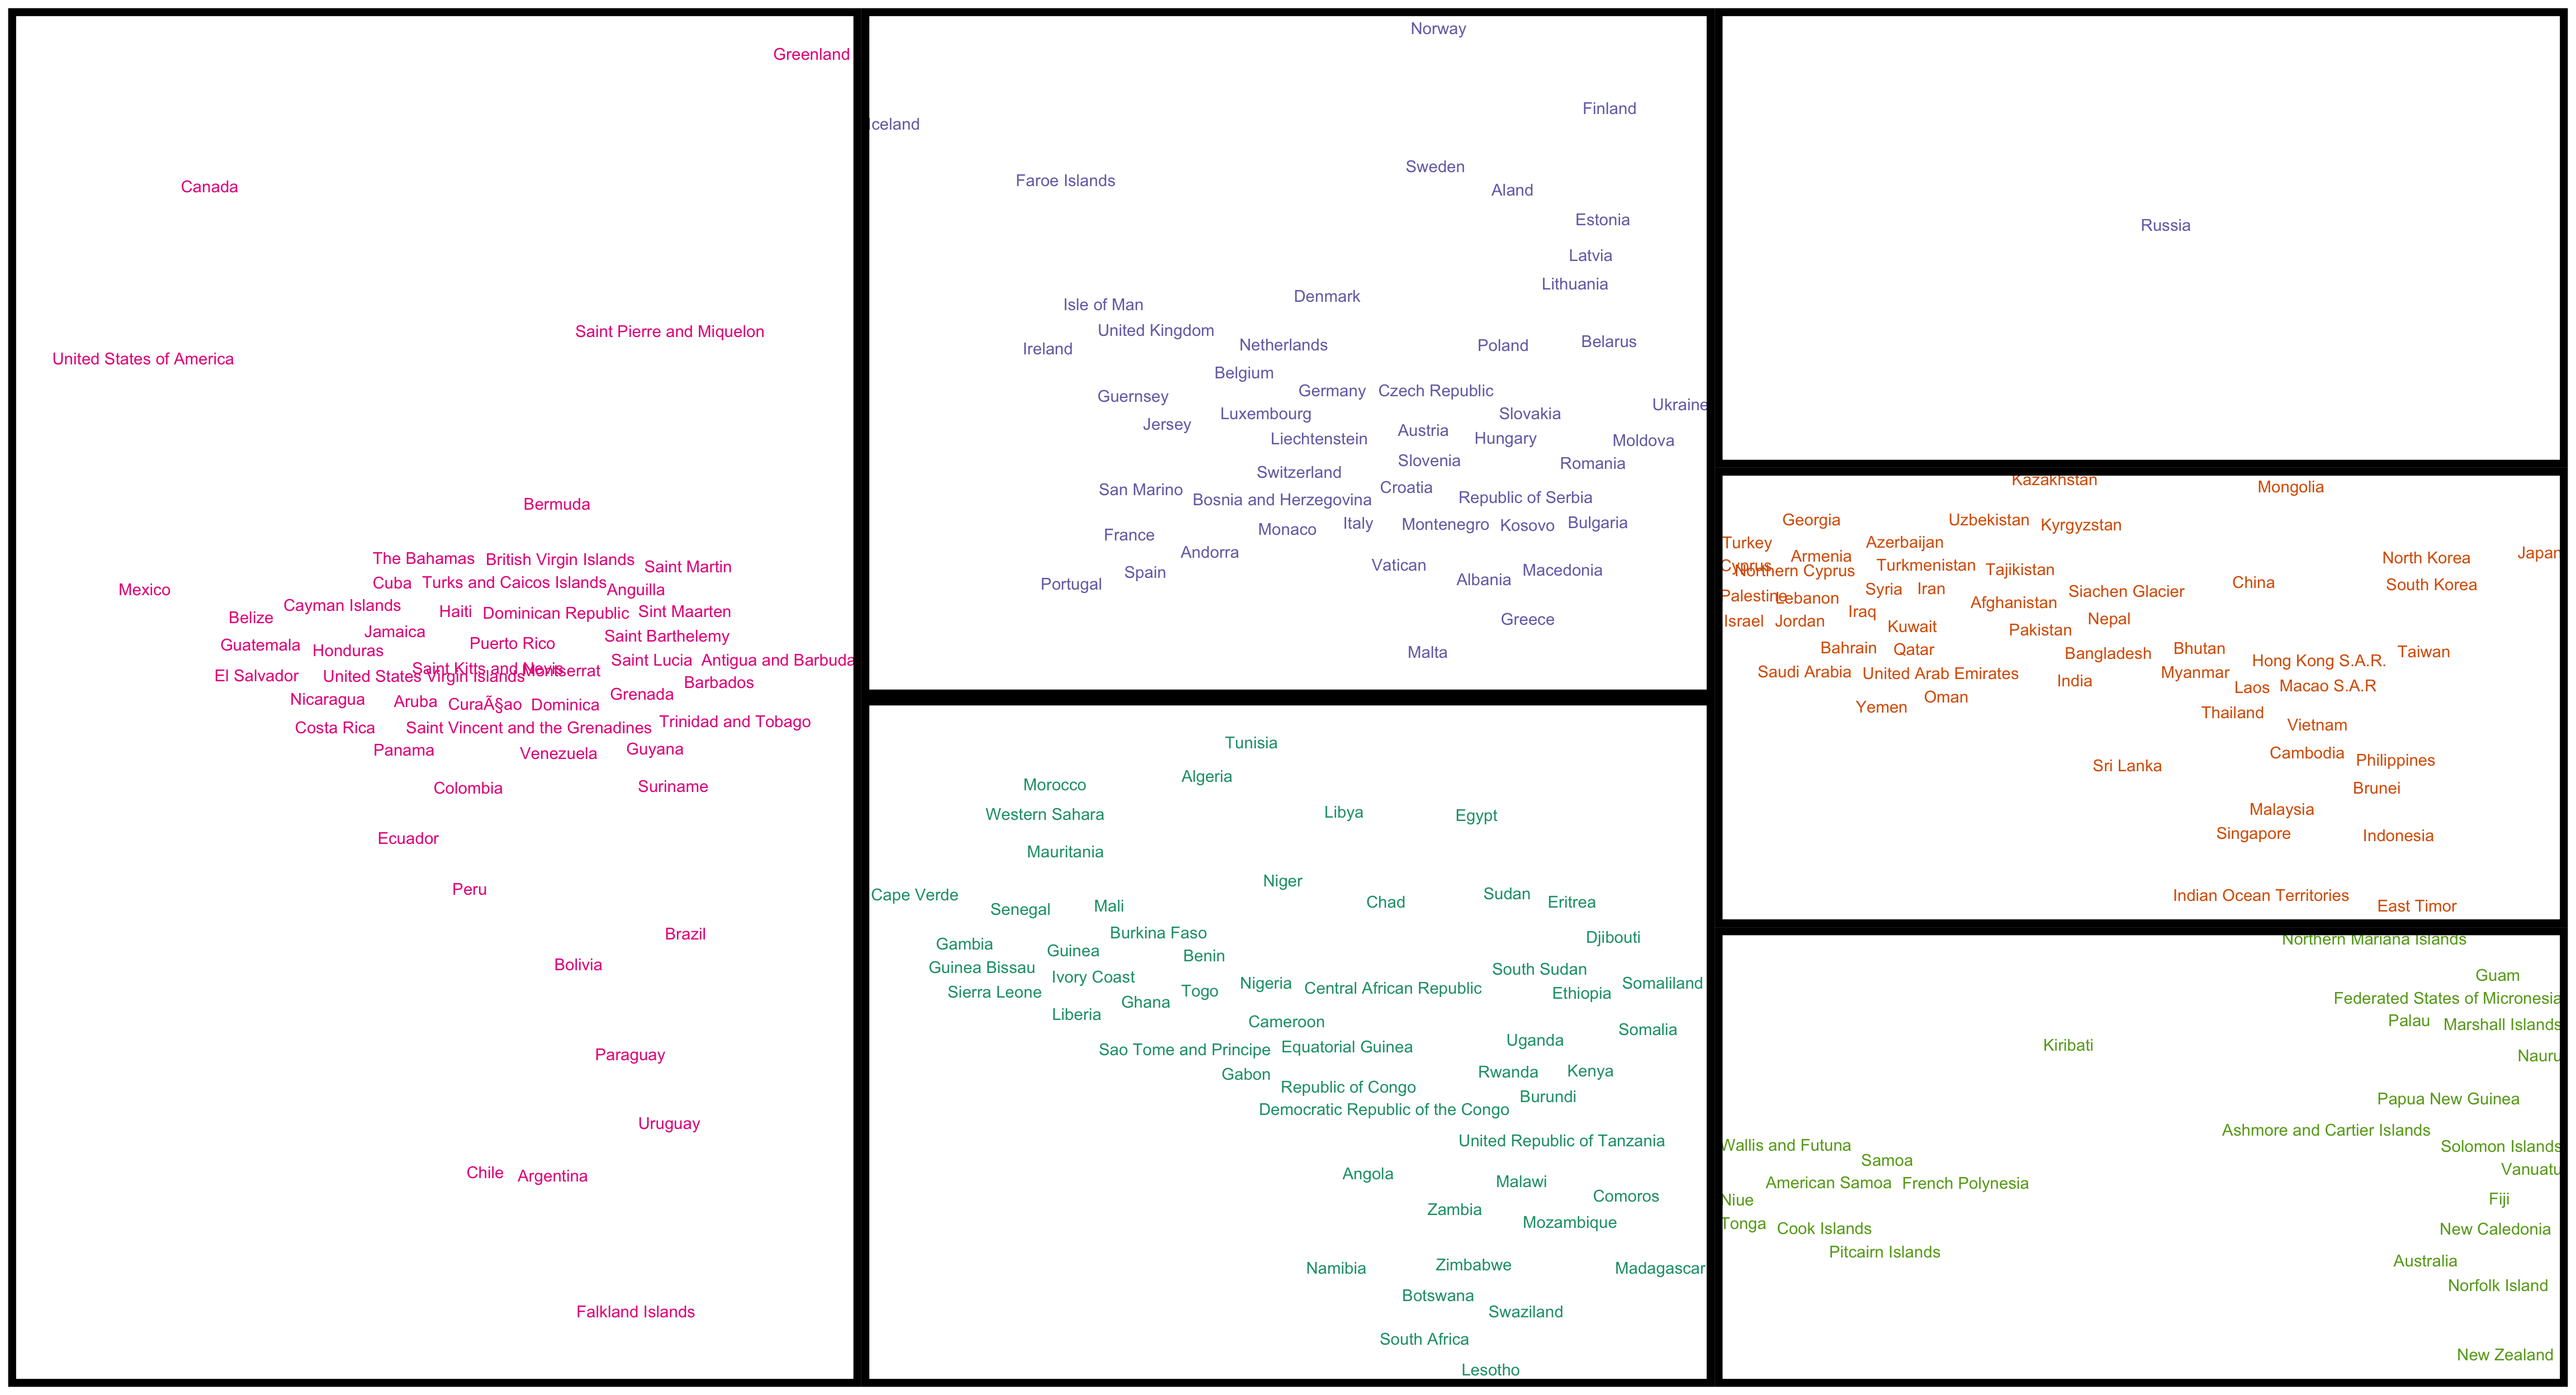 Greenland
Canada
Saint Pierre and Miquelon
United States of America
Bermuda
The Bahamas
British Virgin Islands
Saint Martin
Cuba
Turks and Caicos Islands
Anguilla
Mexico
Cayman Islands
Haiti
Dominican Republic
Sint Maarten
Belize
Jamaica
Saint Barthelemy
Guatemala
Honduras
Puerto Rico
Saint Lucia
Antigua and Barbuda
Saint Kitts and Nevis
Montserrat
El Salvador
United States Virgin Islands
Barbados
Grenada
Nicaragua
Aruba
CuraÃ§ao
Dominica
Trinidad and Tobago
Costa Rica
Saint Vincent and the Grenadines
Panama
Venezuela
Guyana
Colombia
Suriname
Ecuador
Peru
Brazil
Bolivia
Paraguay
Uruguay
Chile
Argentina
Falkland Islands
Norway
Finland
Iceland
Sweden
Faroe Islands
Aland
Estonia
Latvia
Lithuania
Denmark
Isle of Man
United Kingdom
Ireland
Netherlands
Poland
Belarus
Belgium
Germany
Czech Republic
Guernsey
Ukraine
Luxembourg
Slovakia
Jersey
Austria
Liechtenstein
Hungary
Moldova
Slovenia
Romania
Switzerland
San Marino
Croatia
Bosnia and Herzegovina
Republic of Serbia
Monaco
Italy
Montenegro
Kosovo
Bulgaria
France
Andorra
Vatican
Spain
Macedonia
Portugal
Albania
Greece
Malta
Tunisia
Algeria
Morocco
Western Sahara
Libya
Egypt
Mauritania
Niger
Cape Verde
Sudan
Chad
Eritrea
Senegal
Mali
Burkina Faso
Djibouti
Gambia
Guinea
Benin
Guinea Bissau
Ivory Coast
South Sudan
Nigeria
Somaliland
Sierra Leone
Togo
Central African Republic
Ethiopia
Ghana
Liberia
Cameroon
Somalia
Uganda
Sao Tome and Principe
Equatorial Guinea
Gabon
Rwanda
Kenya
Republic of Congo
Burundi
Democratic Republic of the Congo
United Republic of Tanzania
Angola
Malawi
Comoros
Zambia
Mozambique
Namibia
Zimbabwe
Madagascar
Botswana
Swaziland
South Africa
Lesotho
Russia
Kazakhstan
Mongolia
Georgia
Uzbekistan
Kyrgyzstan
Turkey
Azerbaijan
Armenia
North Korea
Japan
Cyprus
Northern Cyprus
Turkmenistan
Tajikistan
Syria
Iran
Siachen Glacier
China
South Korea
Palestine
Lebanon
Iraq
Afghanistan
Israel
Jordan
Kuwait
Pakistan
Nepal
Bahrain
Qatar
Bangladesh
Bhutan
Hong Kong S.A.R.
Taiwan
Saudi Arabia
United Arab Emirates
India
Myanmar
Laos
Macao S.A.R
Yemen
Oman
Thailand
Vietnam
Cambodia
Philippines
Sri Lanka
Brunei
Malaysia
Singapore
Indonesia
Indian Ocean Territories
East Timor
Northern Mariana Islands
Guam
Federated States of Micronesia
Palau
Marshall Islands
Kiribati
Nauru
Papua New Guinea
Ashmore and Cartier Islands
Wallis and Futuna
Solomon Islands
Samoa
Vanuatu
American Samoa
French Polynesia
Niue
Fiji
Tonga
Cook Islands
New Caledonia
Pitcairn Islands
Australia
Norfolk Island
New Zealand